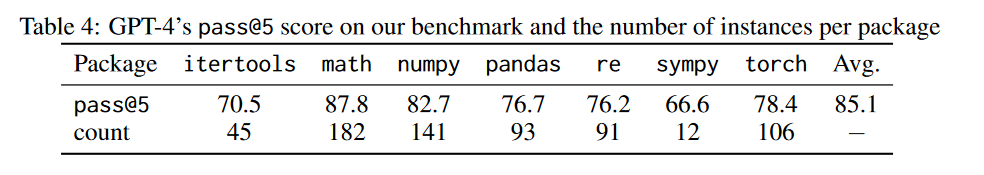 Table 4: GPT-4's pass@5 score on our benchmark and the number of instances per package
Package itertools math numpy pandas re sympy torch Avg.
pass@5 70.5 87.8 82.7 76.7 76.2 66.6 78.4 85.1
count 45 182 141 93 91 12 106 –